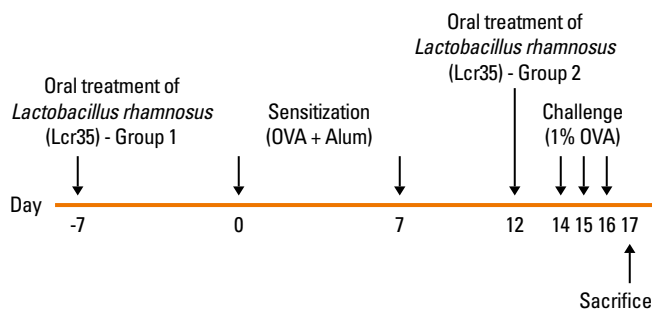 Oral treatment of
Lactobacillus rhamnosus
(Lcr35) - Group 1
Sensitization
(OVA + Alum)
Oral treatment of
Lactobacillus rhamnosus
(Lcr35) - Group 2
Challenge
(1% OVA)
Day
-7 0 7 12 14 15 16 17
Sacrifice